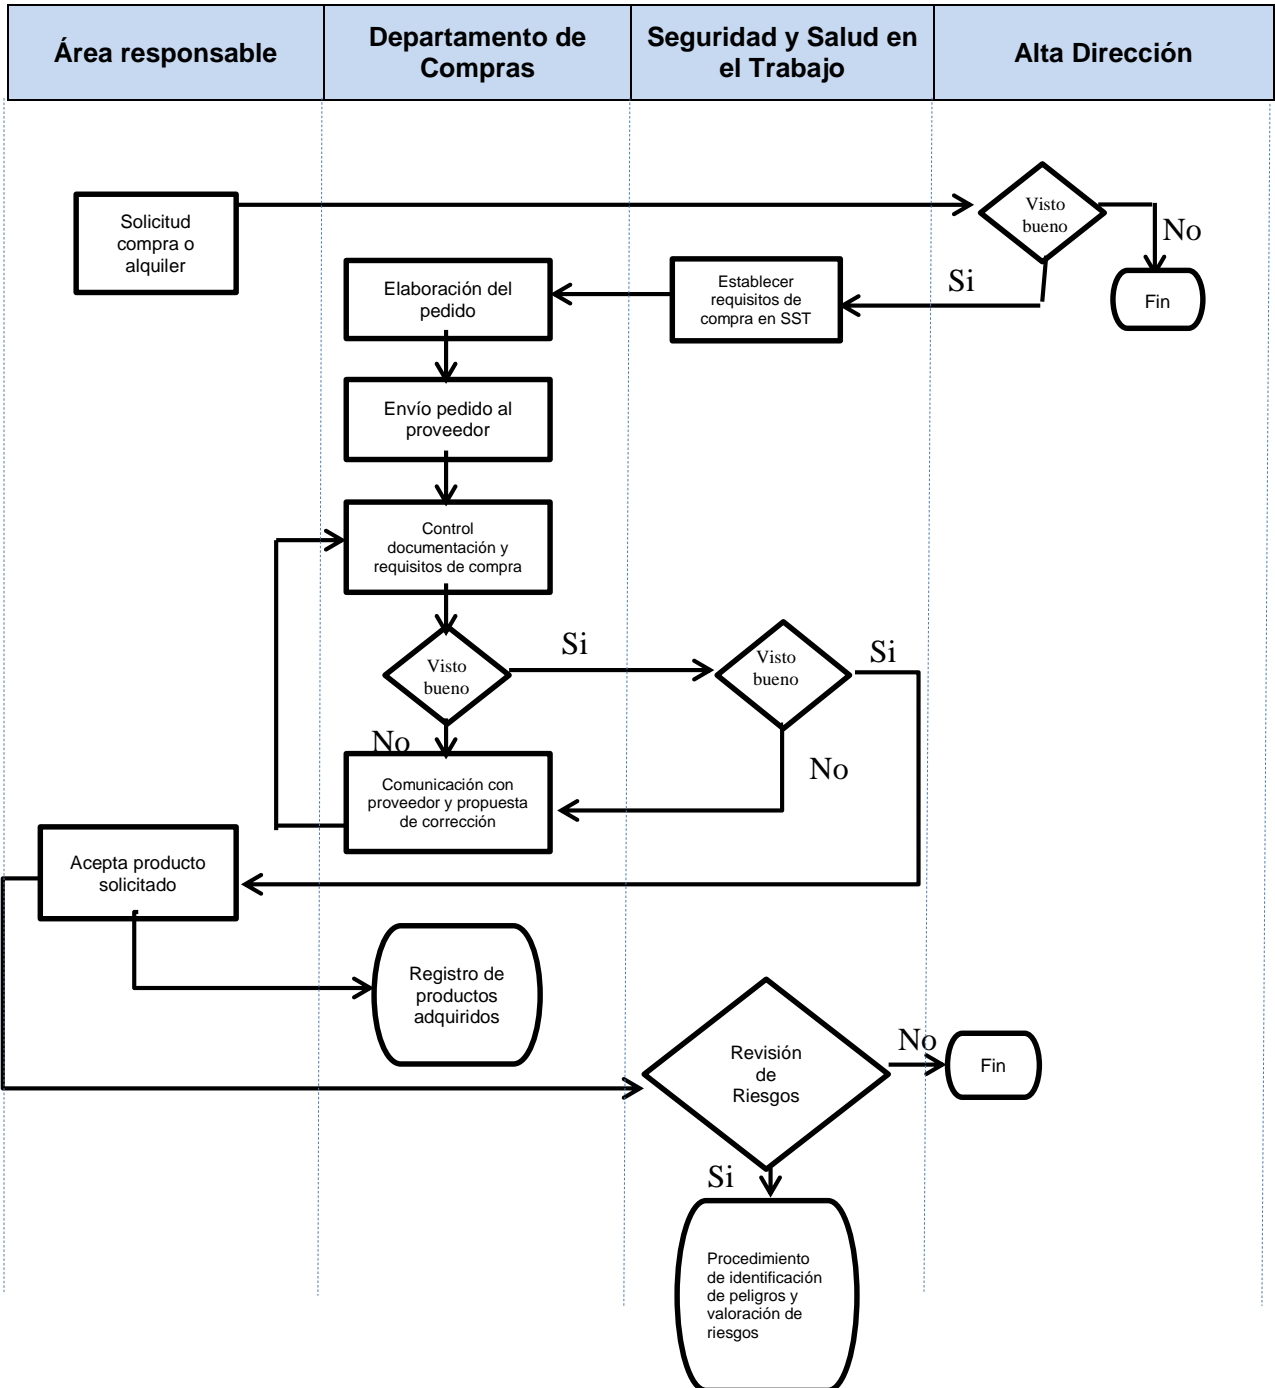 Área responsable
Departamento de
Compras
Seguridad y Salud en
el Trabajo
Alta Dirección
Solicitud
compra o
alquiler
Visto
bueno
No
Fin
Si
Establecer
requisitos de
compra en SST
Elaboración del
pedido
Envío pedido al
proveedor
Control
documentación y
requisitos de compra
Visto
bueno
Si
Visto
bueno
Si
No
No
Comunicación con
proveedor y propuesta
de corrección
Acepta producto
solicitado
Registro de
productos
adquiridos
Revisión
de
Riesgos
No
Fin
Si
Procedimiento
de identificación
de peligros y
valoración de
riesgos